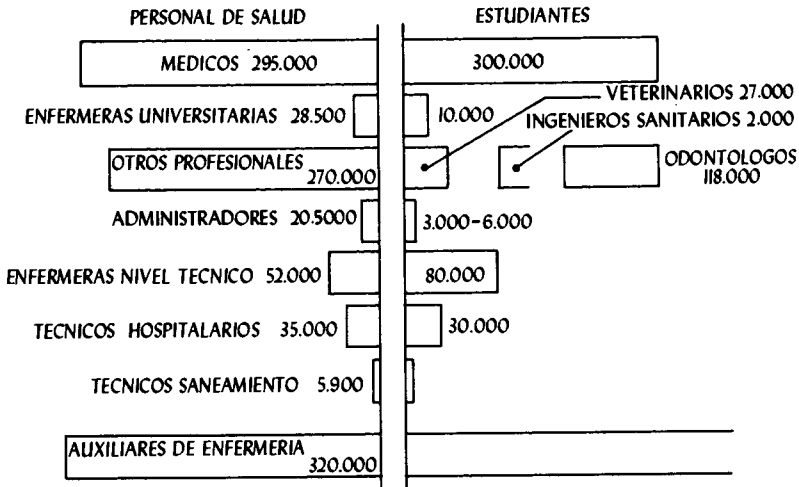 PERSONAL DE SALUD
ESTUDIANTES
MEDICOS 295.000
300.000
ENFERMERAS UNIVERSITARIAS 28.500
10.000
VETERINARIOS 27.000
INGENIEROS SANITARIOS 2.000
OTROS PROFESIONALES
270.000
ODONTOLOGOS
118.000
ADMINISTRADORES 20.5000
3.000-6.000
ENFERMERAS NIVEL TECNICO 52.000
80.000
TECNICOS HOSPITALARIOS 35.000
30.000
TECNICOS SANEAMIENTO 5.900
AUXILIARES DE ENFERMERIA
320.000